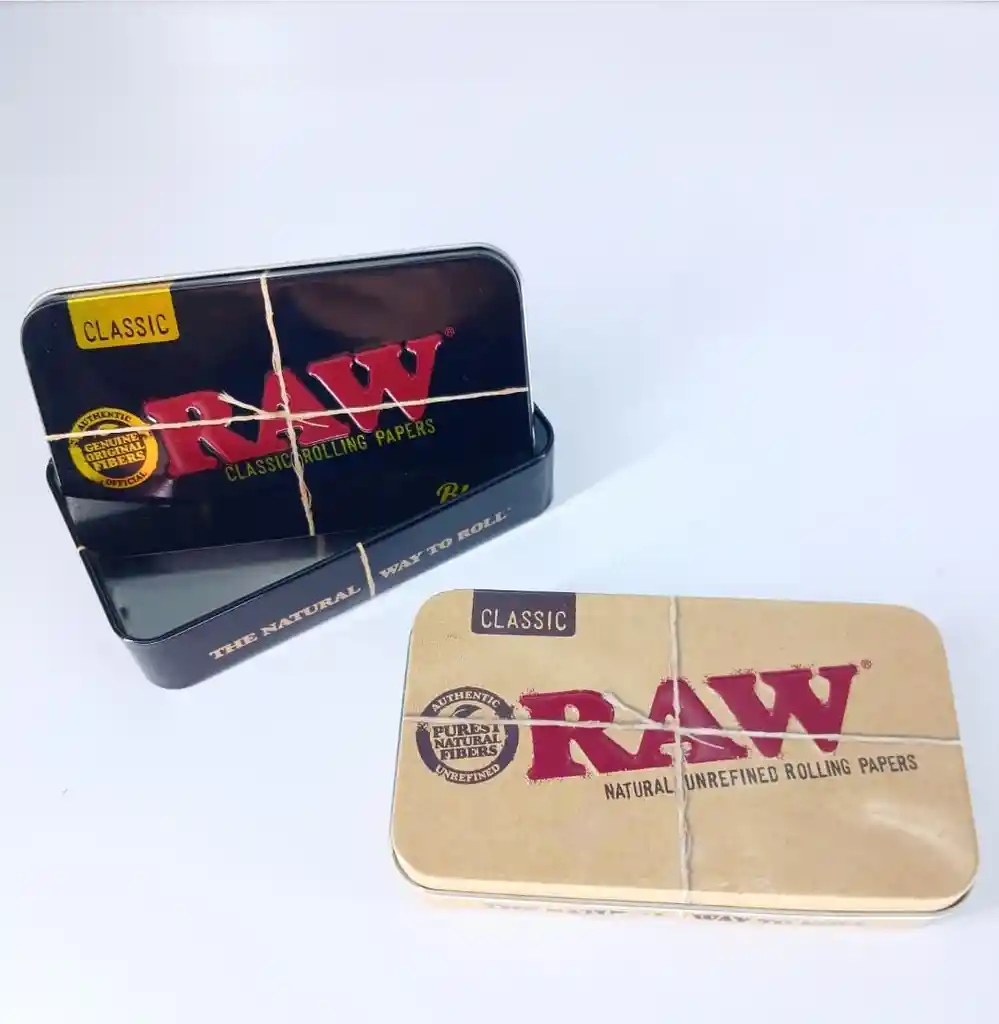 CLASSIC
RAW®
CLASSIC ROLLING PAPERS
AUTHENTIC
GENUINE
ORIGINAL
FIBERS
OFFICIAL
THE NATURAL WAY TO ROLL
CLASSIC
RAW®
NATURAL UNREFINED ROLLING PAPERS
AUTHENTIC
PUREST
NATURAL
FIBERS
UNREFINED